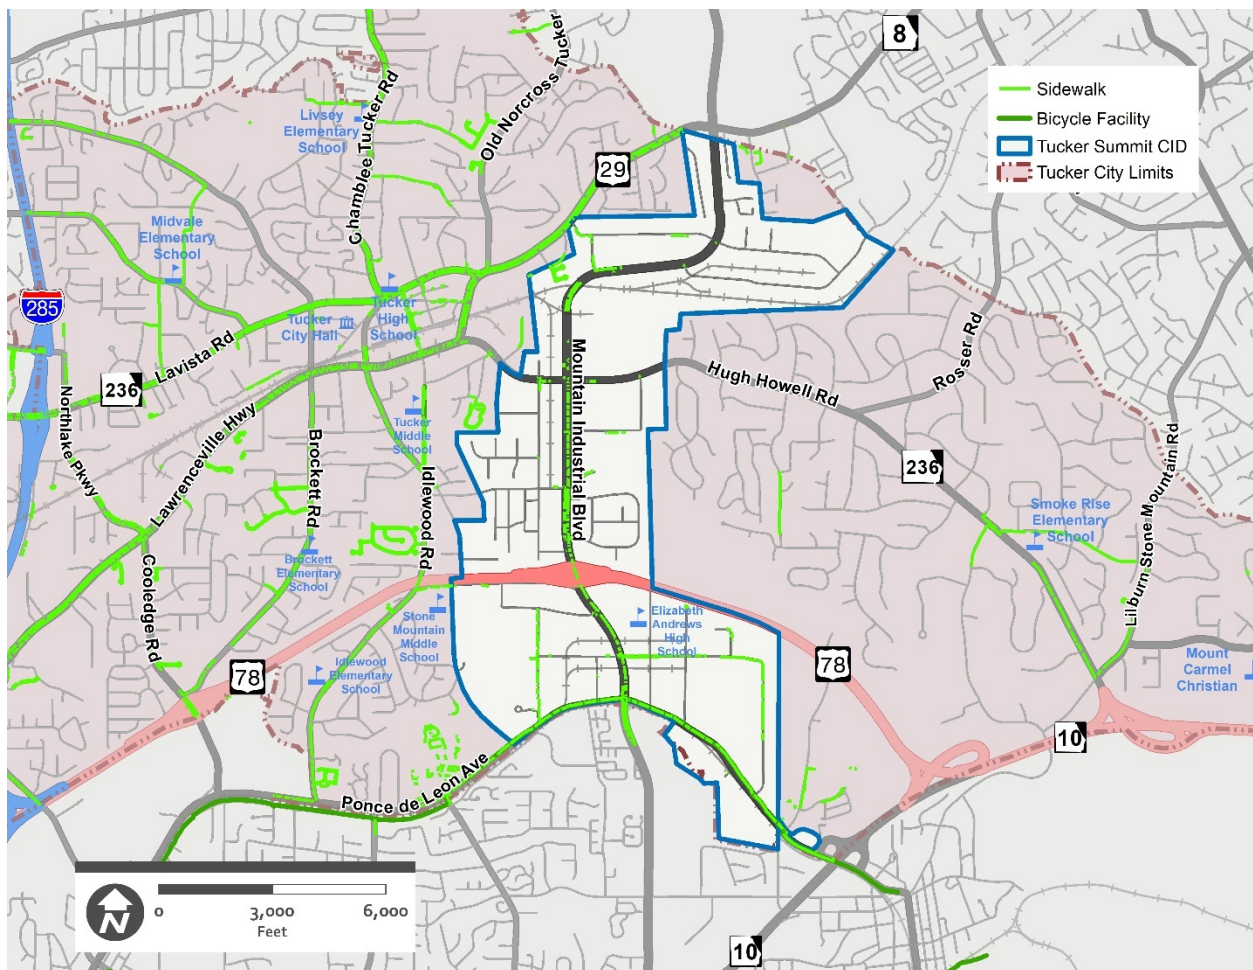 8
Sidewalk
Bicycle Facility
Tucker Summit CID
Tucker City Limits
Chamblee Tucker Rd
Old Norcross Tucker
Livsey
Elementary
School
29
Midvale
Elementary
School
285
Tucker
City Hall
Tucker
High
School
Lavista Rd
236
Northlake Pkwy
Lawrenceville Hwy
Brockett Rd
Tucker
Middle
School
Idlewood Rd
Mountain Industrial Blvd
Hugh Howell Rd
Rosser Rd
236
Smoke Rise
Elementary
School
Lilburn Stone Mountain Rd
Cooledge Rd
Brockett
Elementary
School
Stone
Mountain
Middle
School
Elizabeth
Andrews
High
School
78
Idlewood
Elementary
School
78
Mount
Carmel
Christian
10
Ponce de Leon Ave
N
0
3,000
6,000
Feet
10